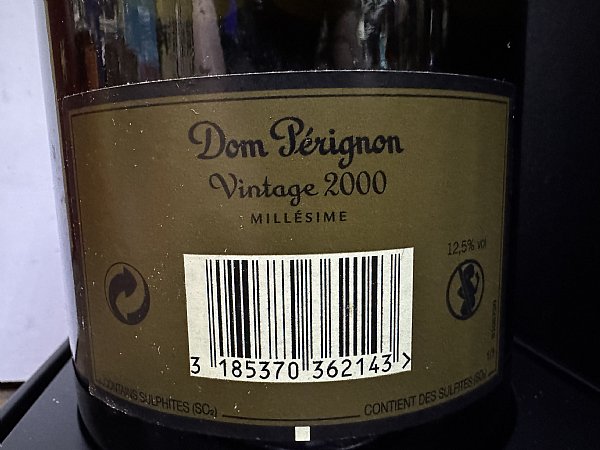 Dom Pérignon
Vintage 2000
MILLÉSIME
12,5% vol
3 185370 362143 >
CONTAINS SULPHITES (SO₂)
CONTIENT DES SULFITES (SO₂)